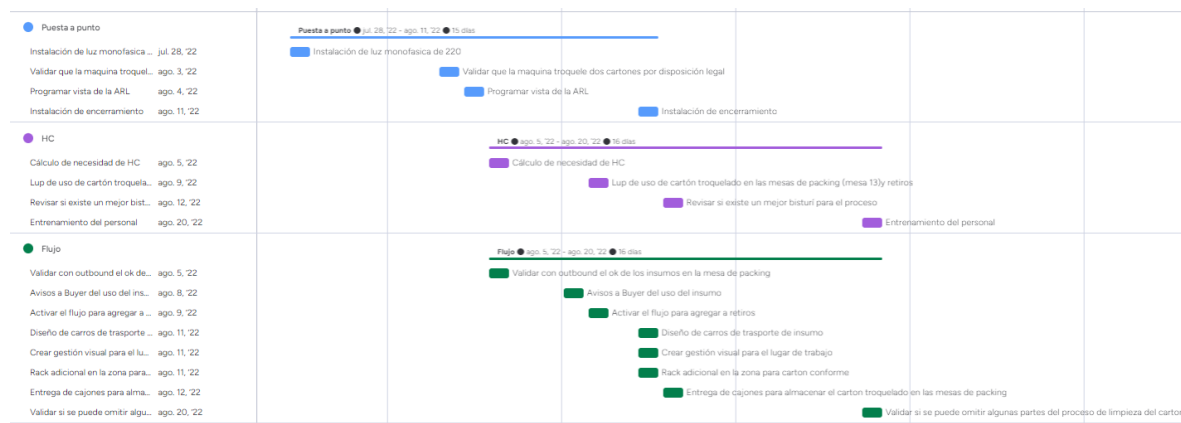 Puesta a punto
Puesta a punto ● jul. 28, '22 - ago. 11, '22 ● 15 días
Instalación de luz monofasica ... jul. 28, '22 Instalación de luz monofasica de 220
Validar que la maquina troquel... ago. 3, '22 Validar que la maquina troquele dos cartones por disposición legal
Programar vista de la ARL ago. 4, '22 Programar vista de la ARL
Instalación de encerramiento ago. 11, '22 Instalación de encerramiento
HC
HC ● ago. 5, '22 - ago. 20, '22 ● 16 días
Cálculo de necesidad de HC ago. 5, '22 Cálculo de necesidad de HC
Lup de uso de cartón troquela... ago. 9, '22 Lup de uso de cartón troquelado en las mesas de packing (mesa 13)y retiros
Revisar si existe un mejor bist... ago. 12, '22 Revisar si existe un mejor bisturí para el proceso
Entrenamiento del personal ago. 20, '22 Entrenamiento del personal
Flujo
Flujo ● ago. 5, '22 - ago. 20, '22 ● 16 días
Validar con outbound el ok de... ago. 5, '22 Validar con outbound el ok de los insumos en la mesa de packing
Avisos a Buyer del uso del ins... ago. 8, '22 Avisos a Buyer del uso del insumo
Activar el flujo para agregar a ... ago. 9, '22 Activar el flujo para agregar a retiros
Diseño de carros de trasporte ... ago. 11, '22 Diseño de carros de trasporte de insumo
Crear gestión visual para el lu... ago. 11, '22 Crear gestión visual para el lugar de trabajo
Rack adicional en la zona para... ago. 11, '22 Rack adicional en la zona para carton conforme
Entrega de cajones para alma... ago. 12, '22 Entrega de cajones para almacenar el carton troquelado en las mesas de packing
Validar si se puede omitir algu... ago. 20, '22 Validar si se puede omitir algunas partes del proceso de limpieza del carton